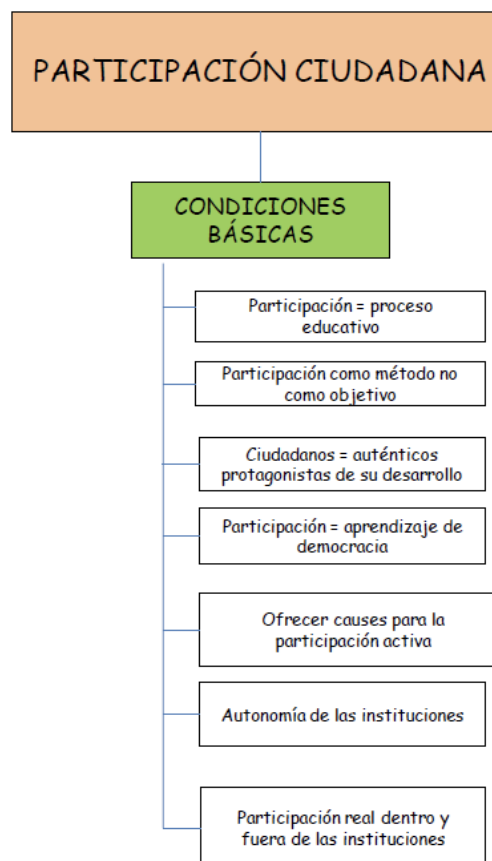 PARTICIPACIÓN CIUDADANA
CONDICIONES
BÁSICAS
Participación = proceso
educativo
Participación como método no
como objetivo
Ciudadanos = auténticos
protagonistas de su desarrollo
Participación = aprendizaje de
democracia
Ofrecer causes para la
participación activa
Autonomía de las instituciones
Participación real dentro y
fuera de las instituciones